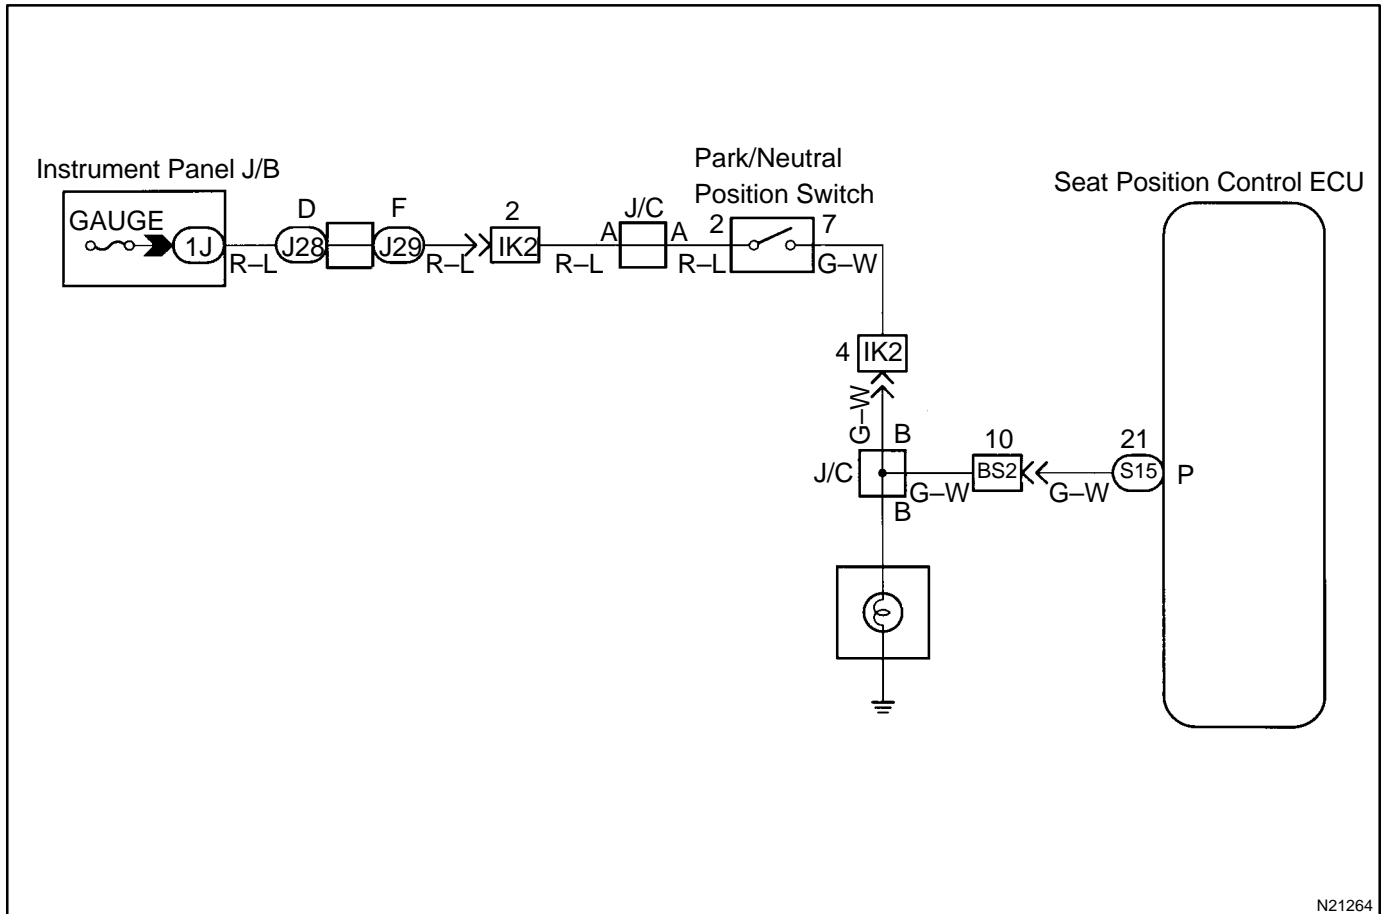 Instrument Panel J/B
GAUGE
1J
R–L
D
J28
F
J29
R–L
2
IK2
R–L
J/C
A
A
R–L
Park/Neutral
Position Switch
2
7
G–W
4
IK2
G–W
B
J/C
B
G–W
10
BS2
G–W
21
S15
P
Seat Position Control ECU
N21264